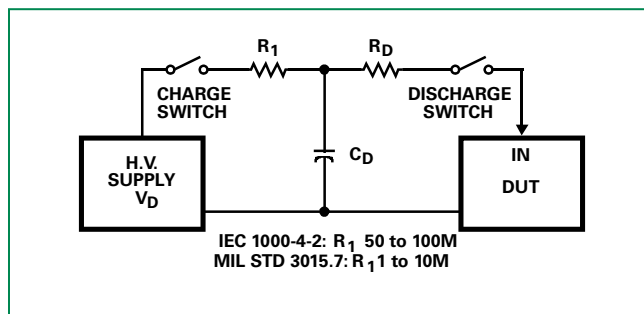 R1
RD
CHARGE
SWITCH
DISCHARGE
SWITCH
H.V.
SUPPLY
VD
CD
IN
DUT
IEC 1000-4-2: R1 50 to 100M
MIL STD 3015.7: R1 1 to 10M